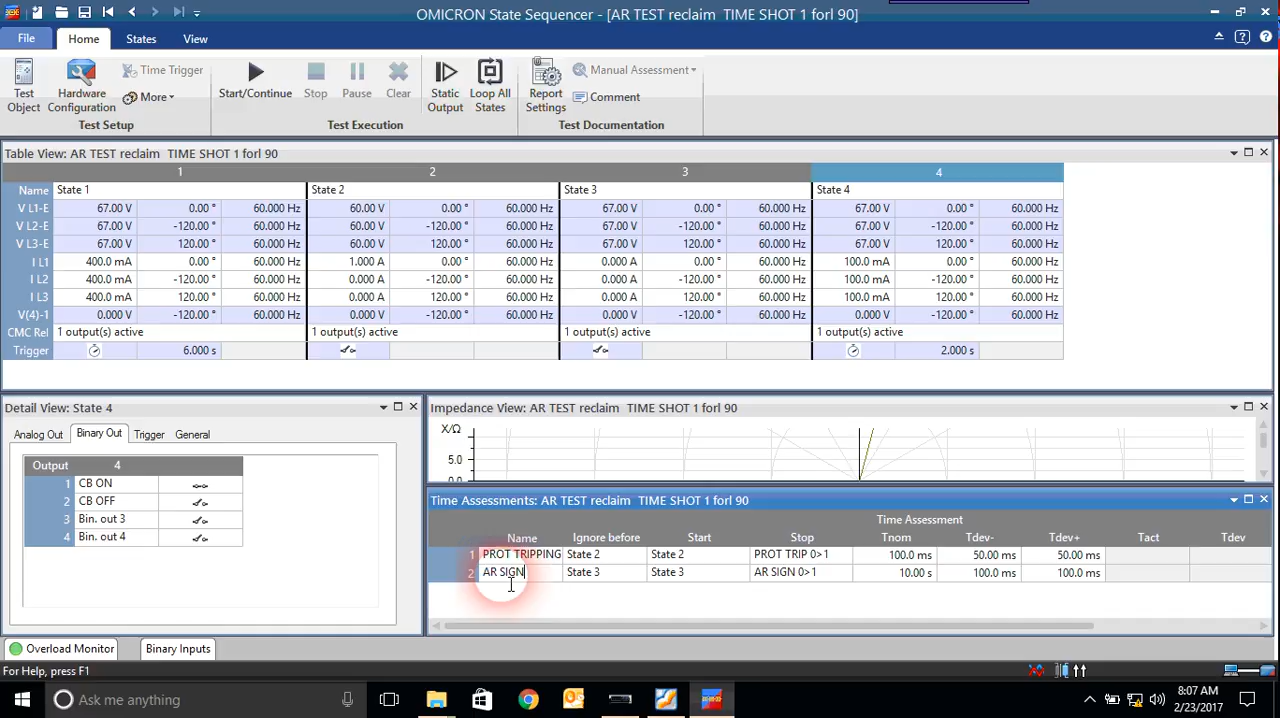 OMICRON State Sequencer - [AR TEST reclaim TIME SHOT 1 forl 90]
File Home States View
Test Object
Hardware Configuration
Time Trigger
More
Start/Continue Stop Pause Clear
Static Output
Loop All States
Report Settings
Manual Assessment
Comment
Test Setup Test Execution Test Documentation
Table View: AR TEST reclaim TIME SHOT 1 forl 90
1 2 3 4
Name State 1 State 2 State 3 State 4
V L1-E 67.00 V 0.00 ° 60.000 Hz 60.00 V 0.00 ° 60.000 Hz 67.00 V 0.00 ° 60.000 Hz 67.00 V 0.00 ° 60.000 Hz
V L2-E 67.00 V -120.00 ° 60.000 Hz 60.00 V -120.00 ° 60.000 Hz 67.00 V -120.00 ° 60.000 Hz 67.00 V -120.00 ° 60.000 Hz
V L3-E 67.00 V 120.00 ° 60.000 Hz 60.00 V 120.00 ° 60.000 Hz 67.00 V 120.00 ° 60.000 Hz 67.00 V 120.00 ° 60.000 Hz
I L1 400.0 mA 0.00 ° 60.000 Hz 1.000 A 0.00 ° 60.000 Hz 0.000 A 0.00 ° 60.000 Hz 100.0 mA 0.00 ° 60.000 Hz
I L2 400.0 mA -120.00 ° 60.000 Hz 0.000 A -120.00 ° 60.000 Hz 0.000 A -120.00 ° 60.000 Hz 100.0 mA -120.00 ° 60.000 Hz
I L3 400.0 mA 120.00 ° 60.000 Hz 0.000 A 120.00 ° 60.000 Hz 0.000 A 120.00 ° 60.000 Hz 100.0 mA 120.00 ° 60.000 Hz
V(4)-1 0.000 V -120.00 ° 60.000 Hz 0.000 V -120.00 ° 60.000 Hz 0.000 V -120.00 ° 60.000 Hz 0.000 V -120.00 ° 60.000 Hz
CMC Rel 1 output(s) active 1 output(s) active 1 output(s) active 1 output(s) active
Trigger 6.000 s 2.000 s
Detail View: State 4
Analog Out Binary Out Trigger General
Output 4
1 CB ON
2 CB OFF
3 Bin. out 3
4 Bin. out 4
Impedance View: AR TEST reclaim TIME SHOT 1 forl 90
X/Ω
5.0
0.0
Time Assessments: AR TEST reclaim TIME SHOT 1 forl 90
Time Assessment
Name Ignore before Start Stop Tnom Tdev- Tdev+ Tact Tdev
1 PROT TRIPPING State 2 State 2 PROT TRIP 0>1 100.0 ms 50.00 ms 50.00 ms
2 AR SIGN State 3 State 3 AR SIGN 0>1 10.00 s 100.0 ms 100.0 ms
Overload Monitor Binary Inputs
For Help, press F1
Ask me anything
8:07 AM
2/23/2017